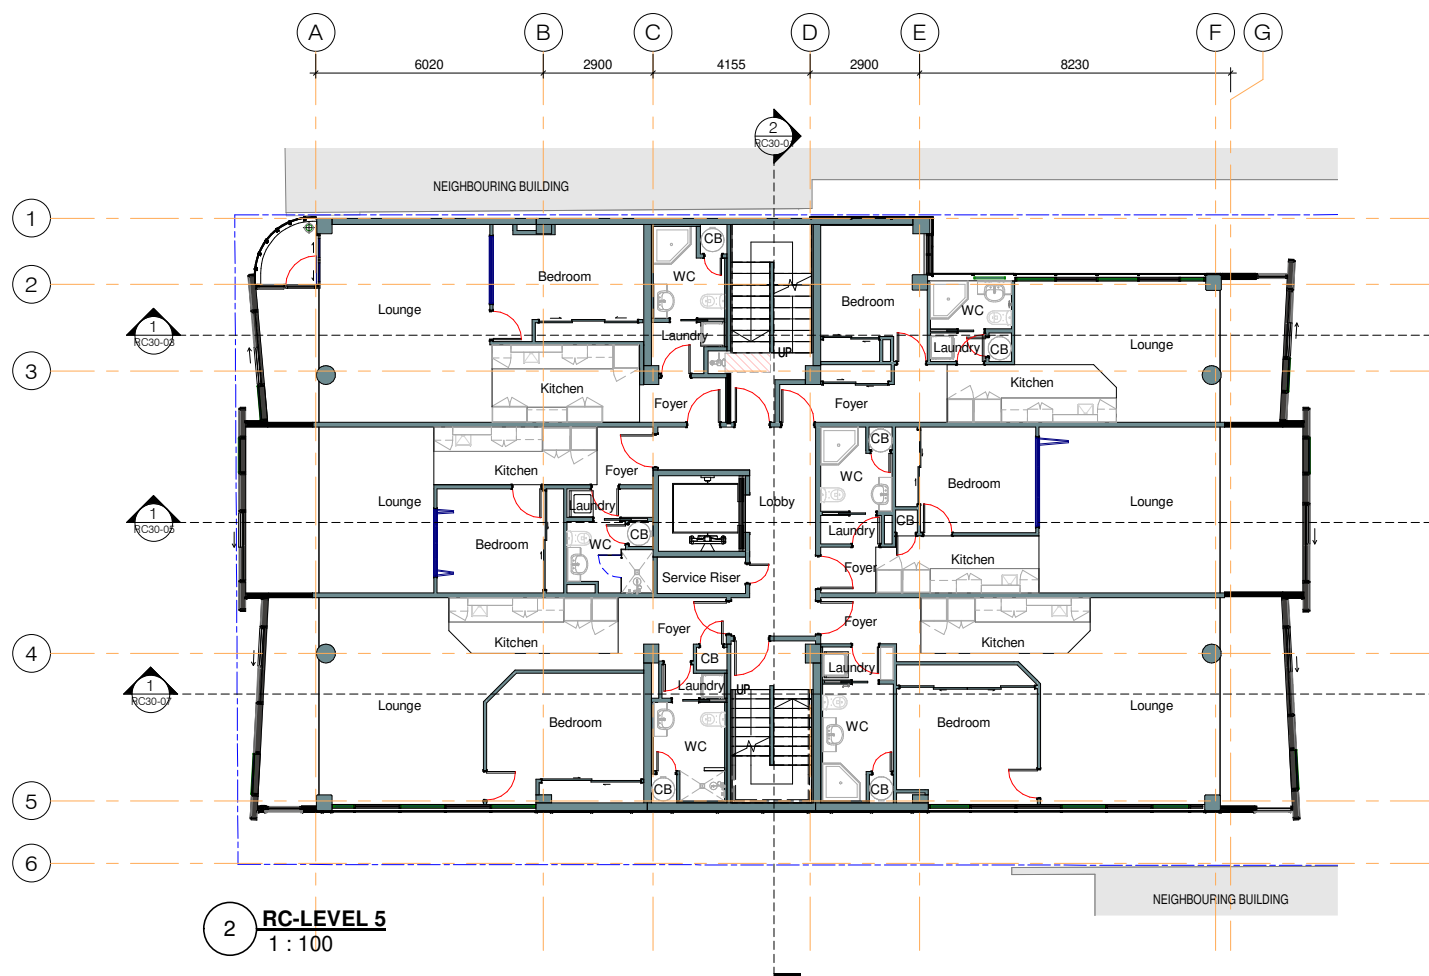 A B C D E F G
6020 2900 4155 2900 8230
2
RC30-01
NEIGHBOURING BUILDING
1
CB
Bedroom WC
2
Lounge Bedroom WC
1
RC30-03
Laundry UP Laundry CB Lounge
3
Kitchen Kitchen
Foyer Foyer
CB
Kitchen Foyer WC Bedroom
Lounge Laundry Lobby Lounge
1
RC30-05
CB
Bedroom WC CB Laundry
Service Riser Foyer Kitchen
Foyer Foyer
Kitchen Kitchen
4
CB Laundry
1
RC30-07
Laundry UP
Lounge Bedroom WC Bedroom Lounge
WC
CB CB
5
6
NEIGHBOURING BUILDING
2 RC-LEVEL 5
1 : 100